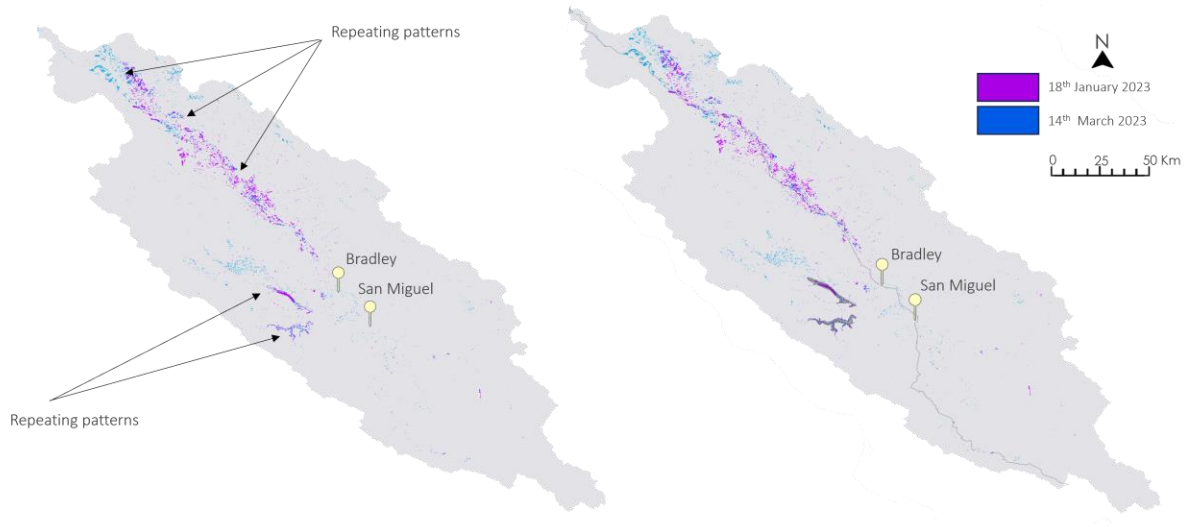 Repeating patterns
N
18th January 2023
14th March 2023
0 25 50 Km
Bradley
San Miguel
Bradley
San Miguel
Repeating patterns